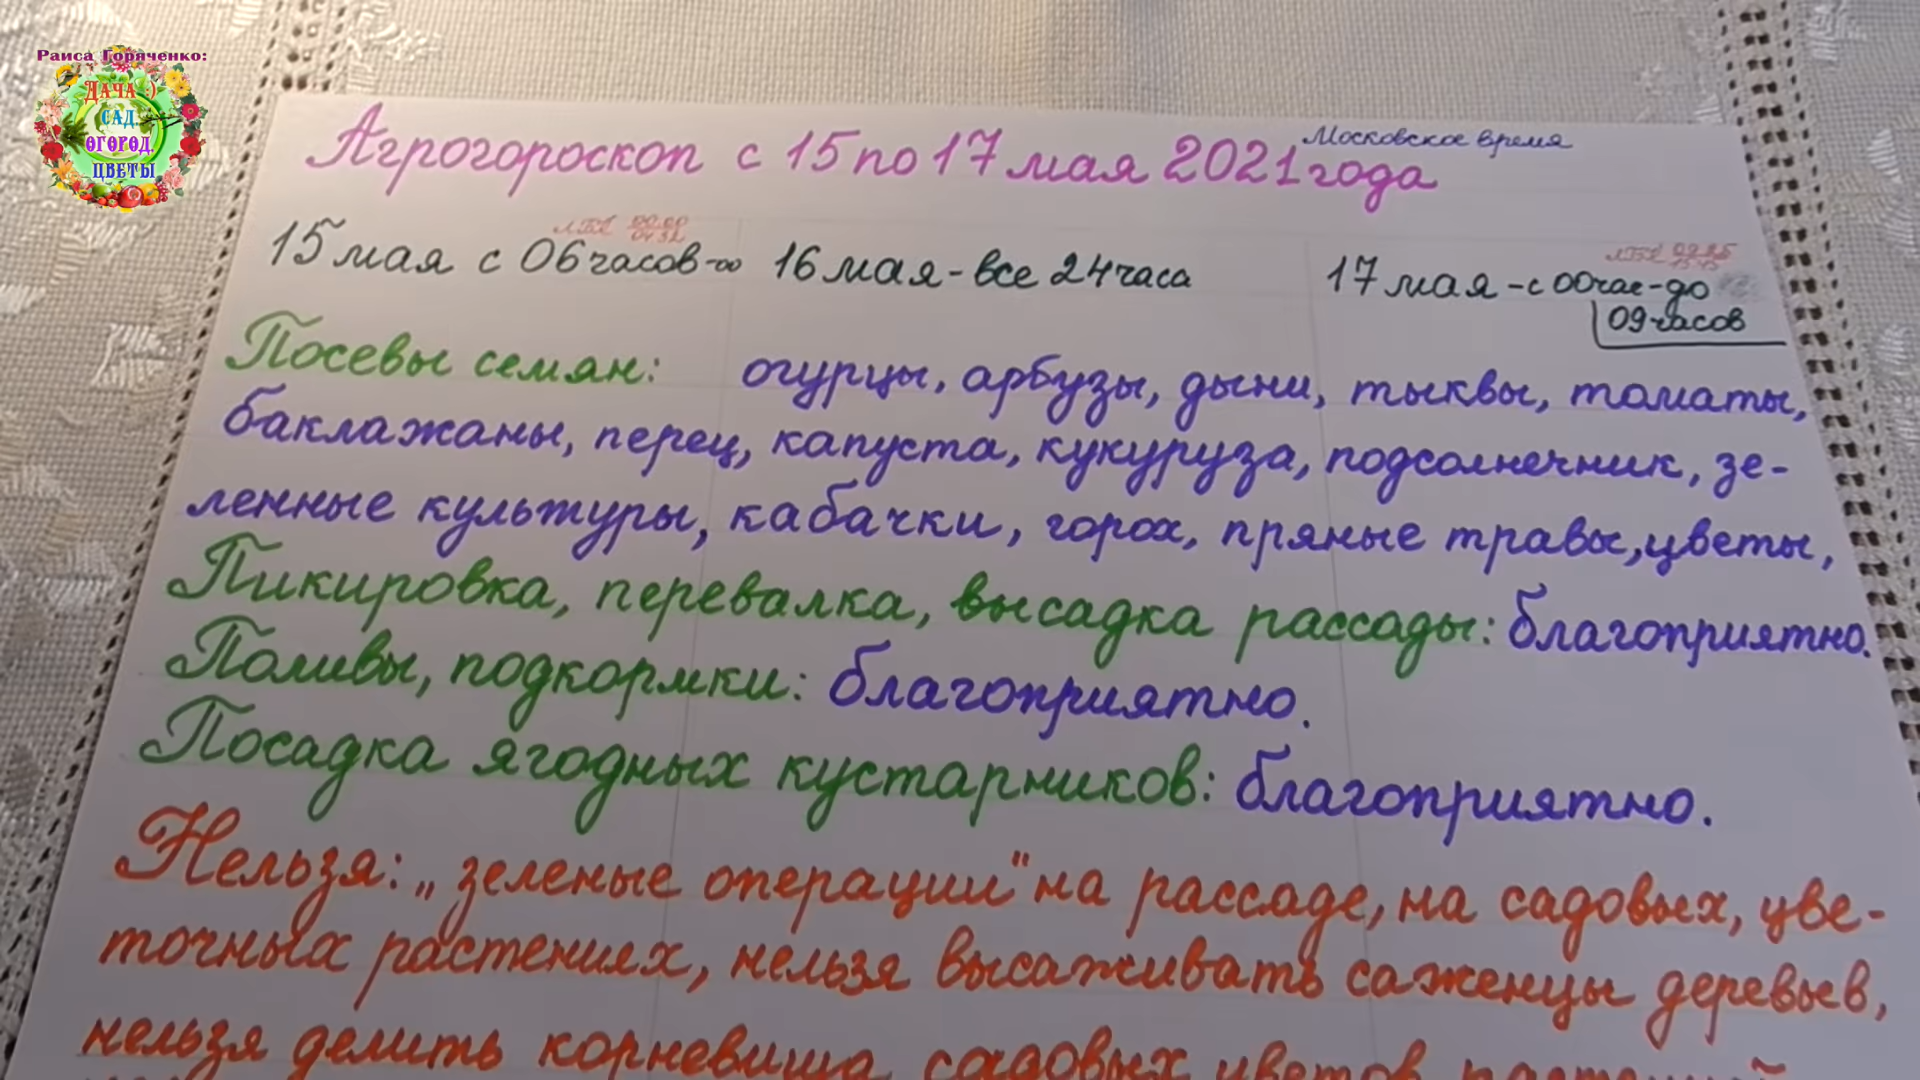 Раиса Горяченко:
ДАЧА
САД.
ОГОРОД.
ЦВЕТЫ
Московское время
Агрогороскоп с 15 по 17 мая 2021 года
15 мая с 06 часов-∞ 16 мая - все 24 часа 17 мая - с 00 час - до
09 часов
Посевы семян: огурцы, арбузы, дыни, тыквы, томаты,
баклажаны, перец, капуста, кукуруза, подсолнечник, зе-
ленные культуры, кабачки, горох, пряные травы, цветы,
Пикировка, перевалка, высадка рассады: благоприятно.
Поливы, подкормки: благоприятно.
Посадка ягодных кустарников: благоприятно.
Нельзя: „зеленые операции" на рассаде, на садовых, цве-
точных растениях, нельзя высаживать саженцы деревьев,
нельзя делить корневища садовых цветов, растений